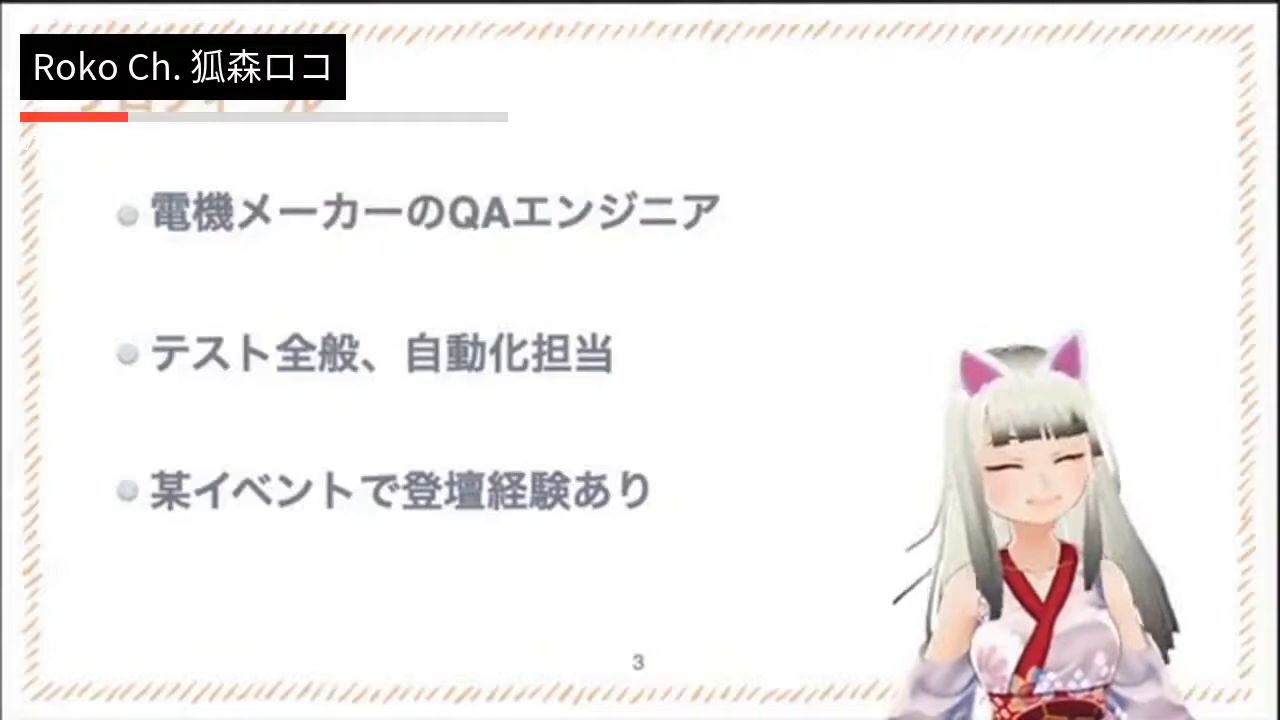 Roko Ch. 狐森ロコ
電機メーカーのQAエンジニア
テスト全般、自動化担当
某イベントで登壇経験あり
3